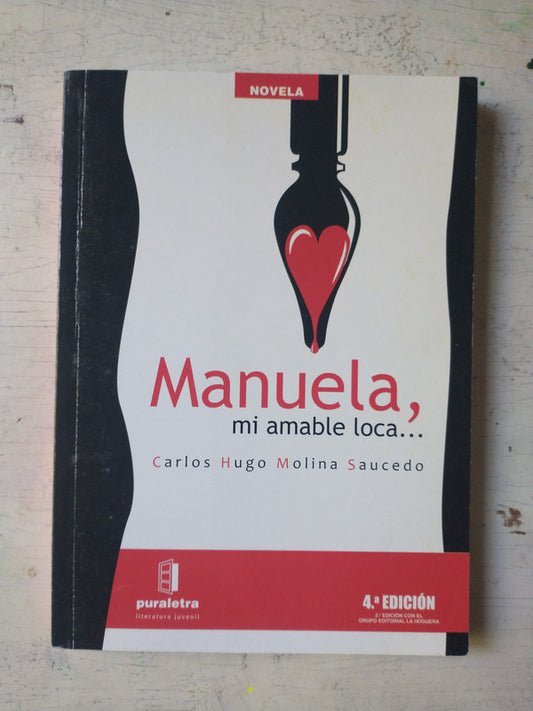 NOVELA
Manuela,
mi amable loca...
Carlos Hugo Molina Saucedo
puraletra
literatura juvenil
4.ª EDICIÓN
3.ª EDICIÓN CON EL
GRUPO EDITORIAL LA HOGUERA